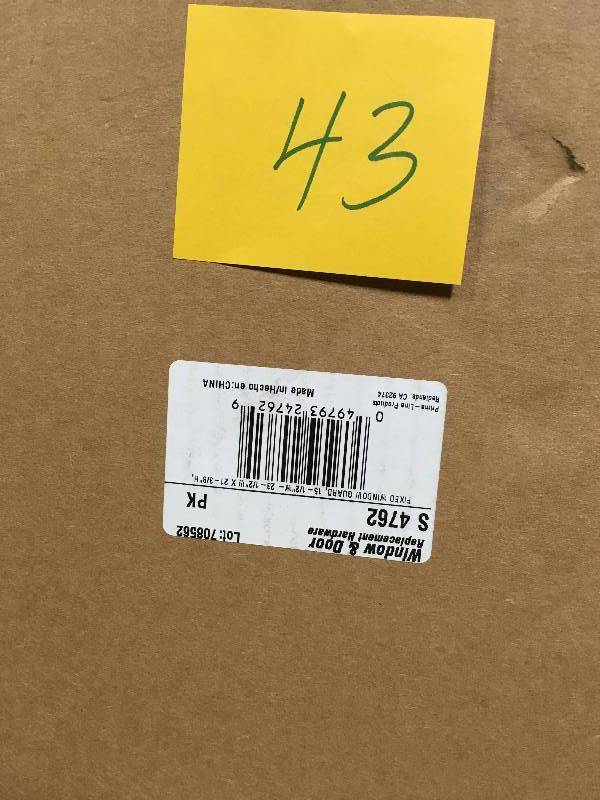 43
Window & Door
Replacement Hardware
Lot: 708562
S 4762
PK
FIXED WINDOW GUARD, 15-1/2"W - 23-1/2"W X 21-3/8"H,
0 49793 24762 9
Prime-Line Products
Redlands, CA 92374
Made in/Hecho en:CHINA